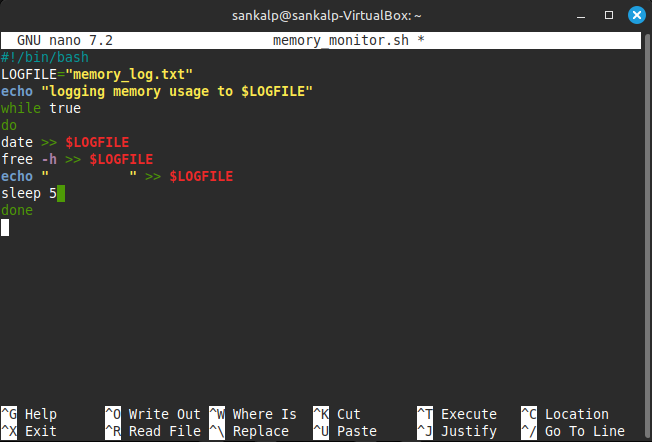 sankalp@sankalp-VirtualBox: ~
GNU nano 7.2 memory_monitor.sh *
#!/bin/bash
LOGFILE="memory_log.txt"
echo "logging memory usage to $LOGFILE"
while true
do
date >> $LOGFILE
free -h >> $LOGFILE
echo "          " >> $LOGFILE
sleep 5
done
^G Help ^O Write Out ^W Where Is ^K Cut ^T Execute ^C Location
^X Exit ^R Read File ^\ Replace ^U Paste ^J Justify ^/ Go To Line